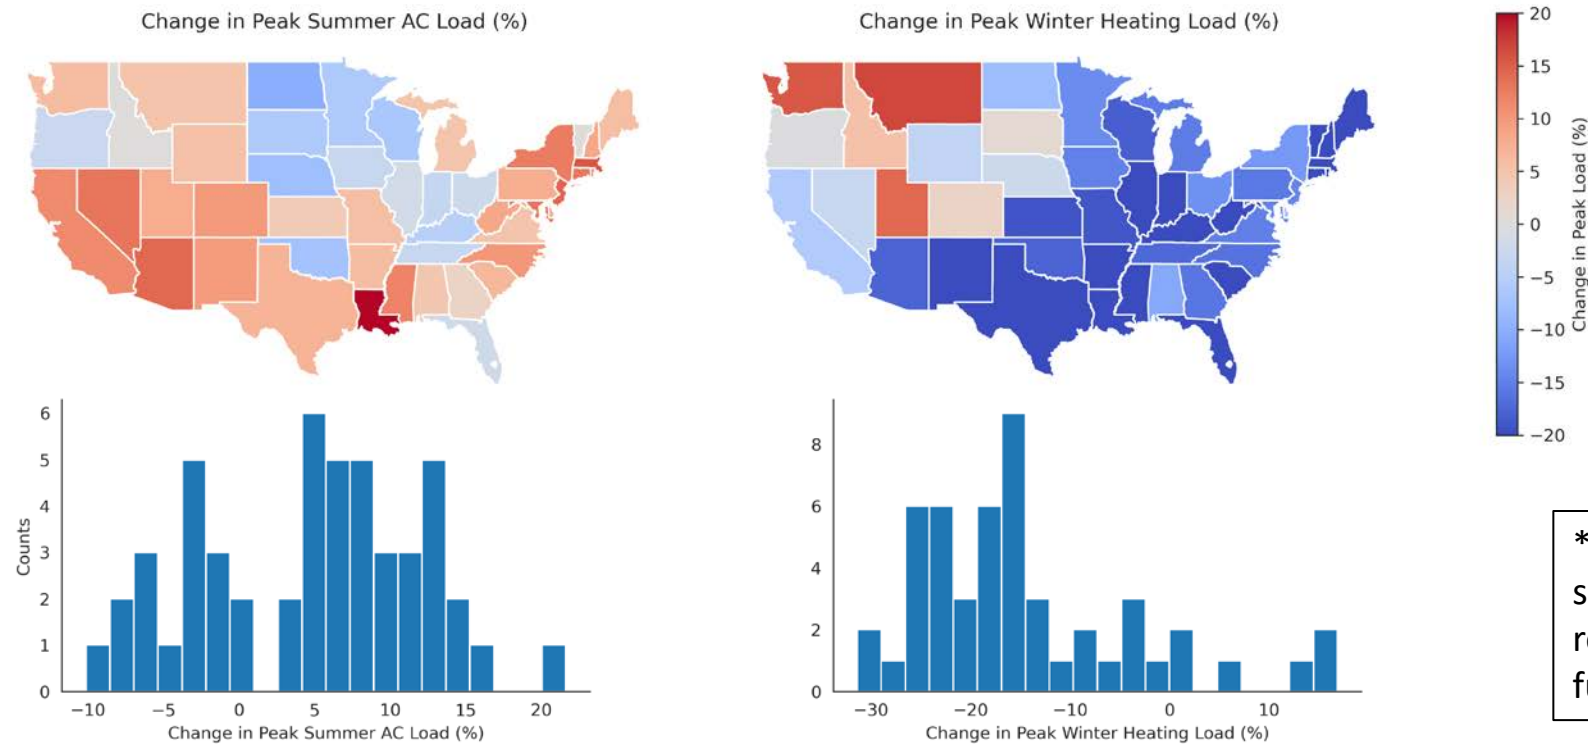 Change in Peak Summer AC Load (%)
Change in Peak Winter Heating Load (%)
20
15
10
5
0
−5
−10
−15
−20
Change in Peak Load (%)
6
5
4
3
2
1
0
Counts
−10 −5 0 5 10 15 20
Change in Peak Summer AC Load (%)
8
6
4
2
0
−30 −20 −10 0 10
Change in Peak Winter Heating Load (%)
*